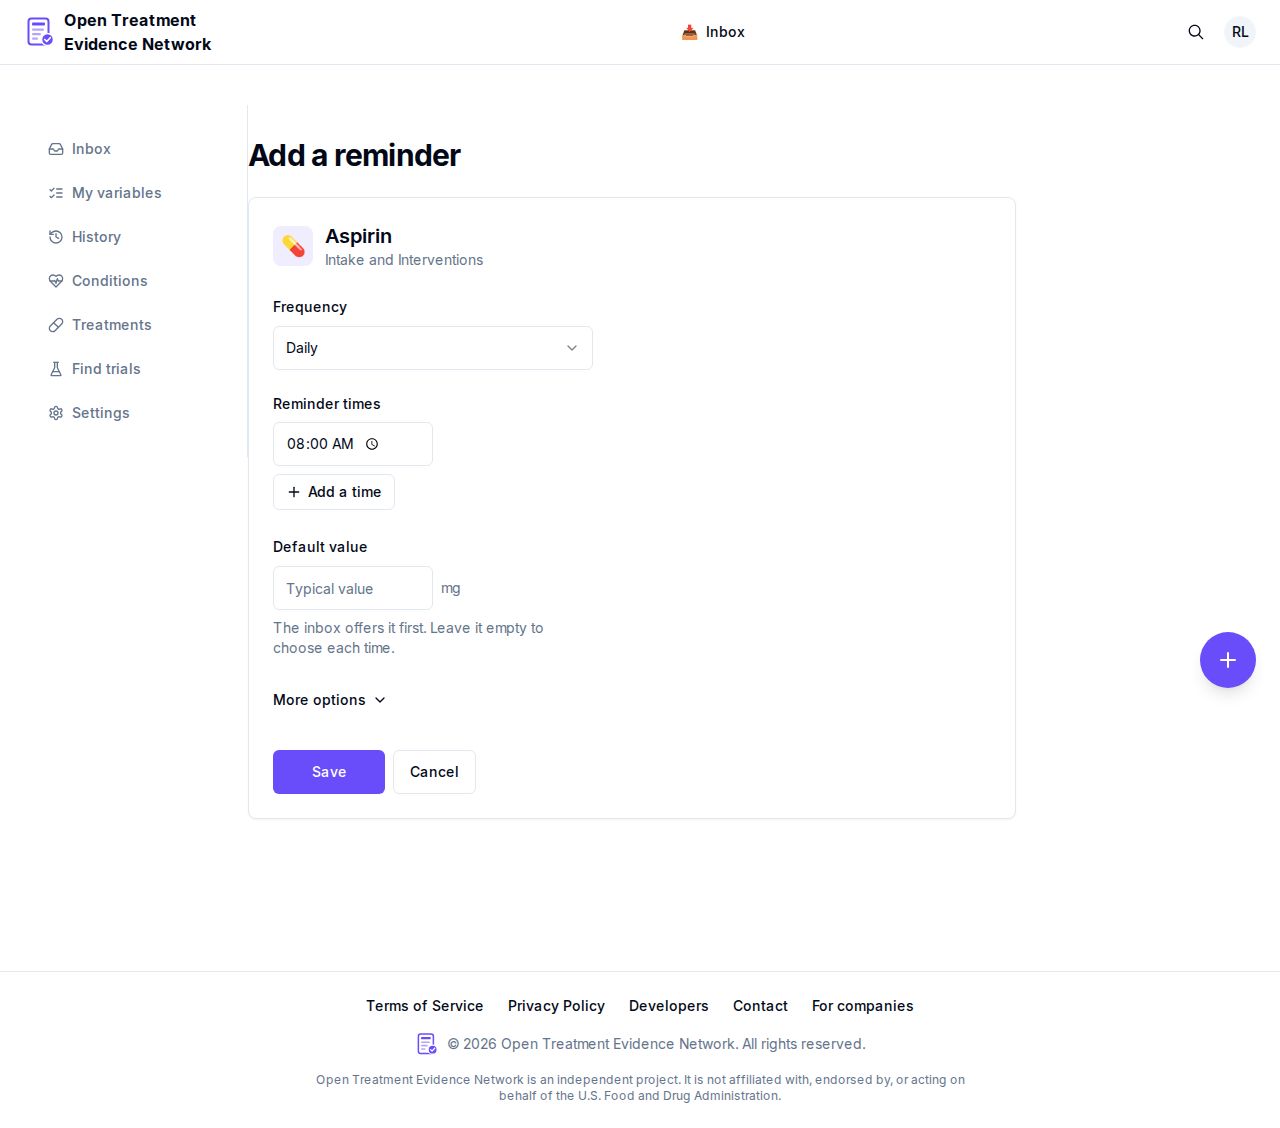 Open Treatment
Evidence Network
Inbox
RL
Inbox
My variables
History
Conditions
Treatments
Find trials
Settings
Add a reminder
Aspirin
Intake and Interventions
Frequency
Daily
Reminder times
08:00 AM
Add a time
Default value
Typical value mg
The inbox offers it first. Leave it empty to
choose each time.
More options
Save Cancel
Terms of Service Privacy Policy Developers Contact For companies
© 2026 Open Treatment Evidence Network. All rights reserved.
Open Treatment Evidence Network is an independent project. It is not affiliated with, endorsed by, or acting on
behalf of the U.S. Food and Drug Administration.